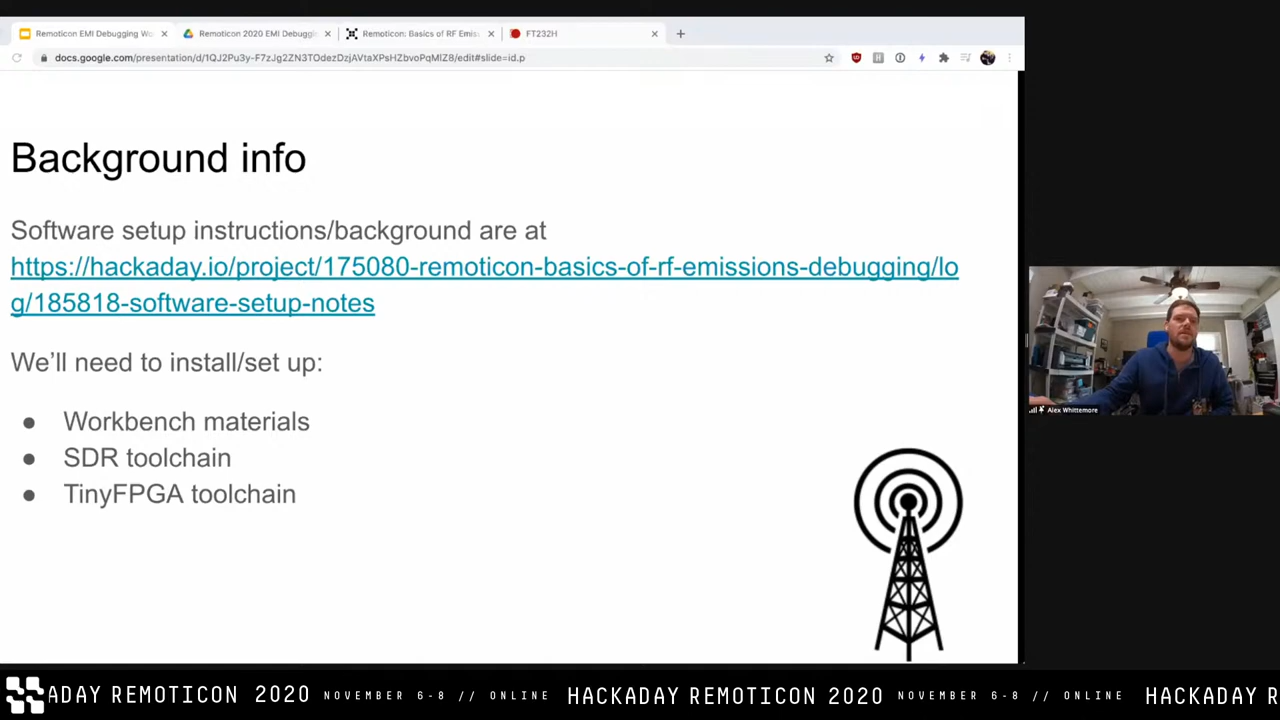 Remoticon EMI Debugging Wo
Remoticon 2020 EMI Debuggi
Remoticon: Basics of RF Emis
FT232H
docs.google.com/presentation/d/1QJ2Pu3y-F7zJg2ZN3TOdezDzjAVtaXPsHZbvoPqMIZ8/edit#slide=id.p
Background info
Software setup instructions/background are at
https://hackaday.io/project/175080-remoticon-basics-of-rf-emissions-debugging/lo
g/185818-software-setup-notes
We'll need to install/set up:
● Workbench materials
● SDR toolchain
● TinyFPGA toolchain
Alex Whittemore
ADAY REMOTICON 2020 NOVEMBER 6-8 // ONLINE HACKADAY REMOTICON 2020 NOVEMBER 6-8 // ONLINE HACKADAY R